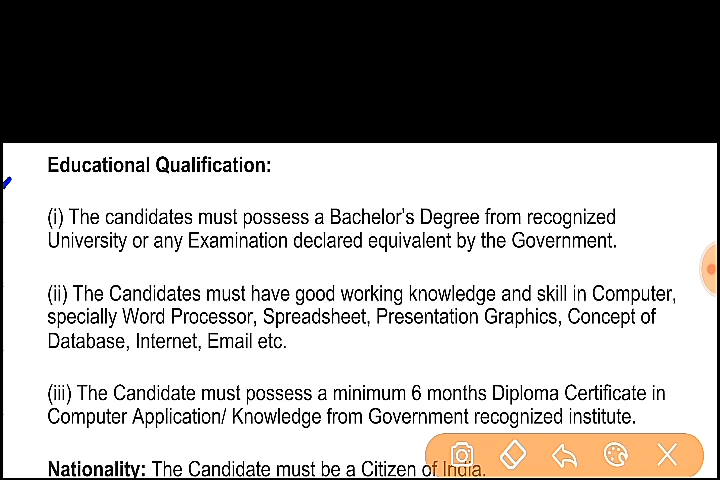 Educational Qualification:
(i) The candidates must possess a Bachelor's Degree from recognized
University or any Examination declared equivalent by the Government.
(ii) The Candidates must have good working knowledge and skill in Computer,
specially Word Processor, Spreadsheet, Presentation Graphics, Concept of
Database, Internet, Email etc.
(iii) The Candidate must possess a minimum 6 months Diploma Certificate in
Computer Application/ Knowledge from Government recognized institute.
Nationality: The Candidate must be a Citizen of India.